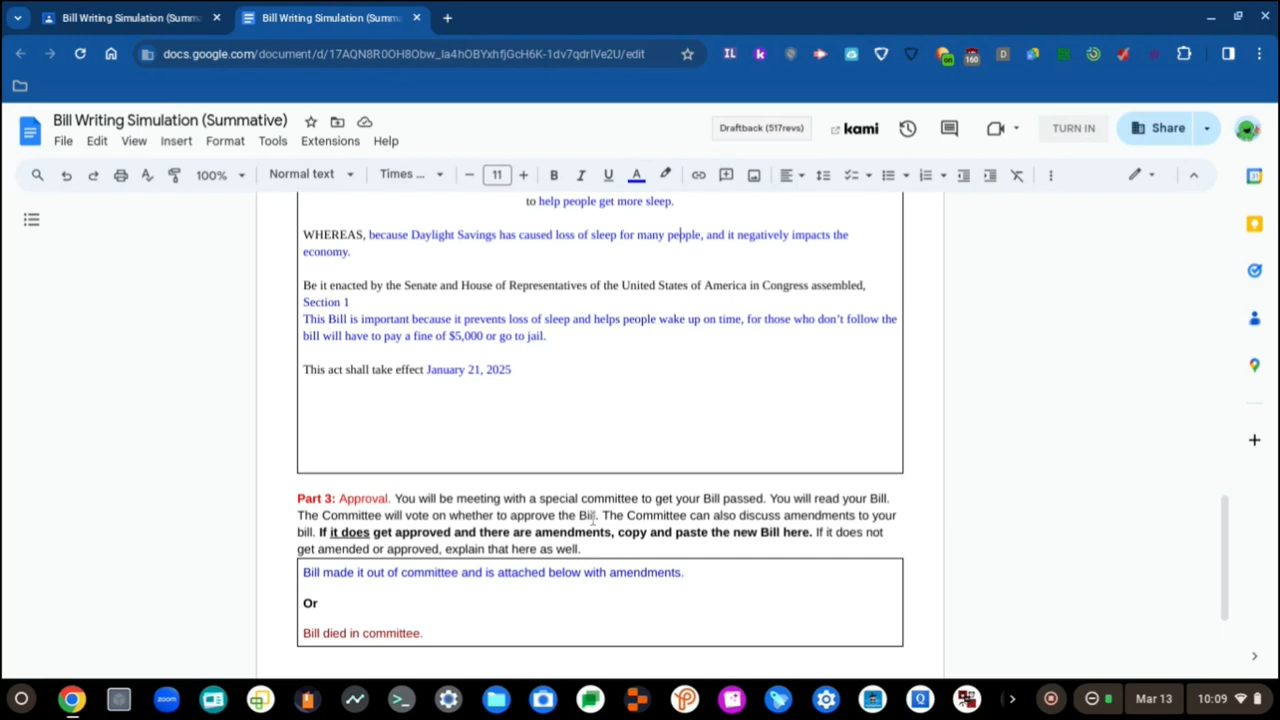 Bill Writing Simulation (Summ
Bill Writing Simulation (Summ
docs.google.com/document/d/17AQN8R0OH8Obw_Ia4hOBYxhfjGcH6K-1dv7qdrIVe2U/edit
IL
k
on
160
D
Bill Writing Simulation (Summative)
File Edit View Insert Format Tools Extensions Help
Draftback (517revs)
kami
TURN IN
Share
100%
Normal text
Times ...
11
B I U A
to help people get more sleep.
WHEREAS, because Daylight Savings has caused loss of sleep for many people, and it negatively impacts the
economy.
Be it enacted by the Senate and House of Representatives of the United States of America in Congress assembled,
Section 1
This Bill is important because it prevents loss of sleep and helps people wake up on time, for those who don’t follow the
bill will have to pay a fine of $5,000 or go to jail.
This act shall take effect January 21, 2025
Part 3: Approval. You will be meeting with a special committee to get your Bill passed. You will read your Bill.
The Committee will vote on whether to approve the Bill. The Committee can also discuss amendments to your
bill. If it does get approved and there are amendments, copy and paste the new Bill here. If it does not
get amended or approved, explain that here as well.
Bill made it out of committee and is attached below with amendments.
Or
Bill died in committee.
zoom
Q
Mar 13
10:09